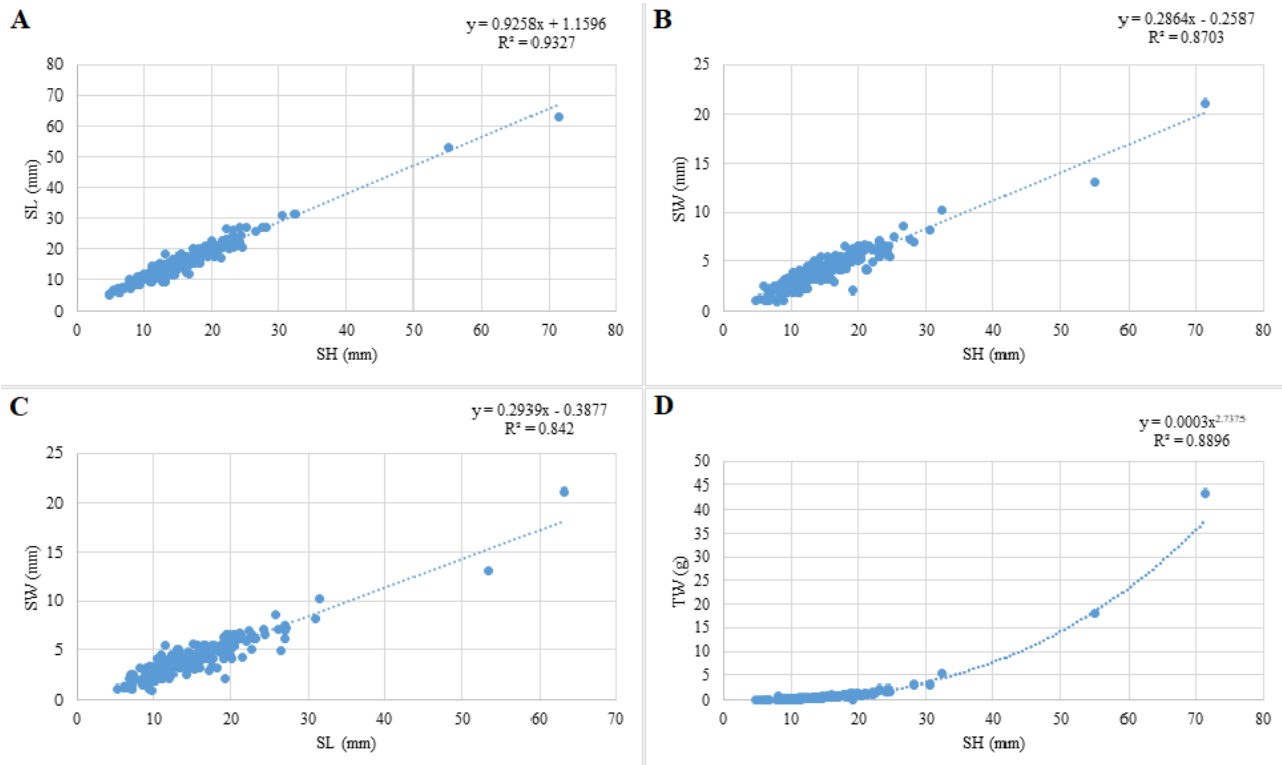 A
y = 0.9258x + 1.1596
R² = 0.9327
80
70
60
50
40
30
20
10
0
SL (mm)
0 10 20 30 40 50 60 70 80
SH (mm)
B
y = 0.2864x - 0.2587
R² = 0.8703
25
20
15
10
5
0
SW (mm)
0 10 20 30 40 50 60 70 80
SH (mm)
C
y = 0.2939x - 0.3877
R² = 0.842
25
20
15
10
5
0
SW (mm)
0 10 20 30 40 50 60 70
SL (mm)
D
y = 0.0003x^2.7375
R² = 0.8896
50
45
40
35
30
25
20
15
10
5
0
TW (g)
0 10 20 30 40 50 60 70 80
SH (mm)